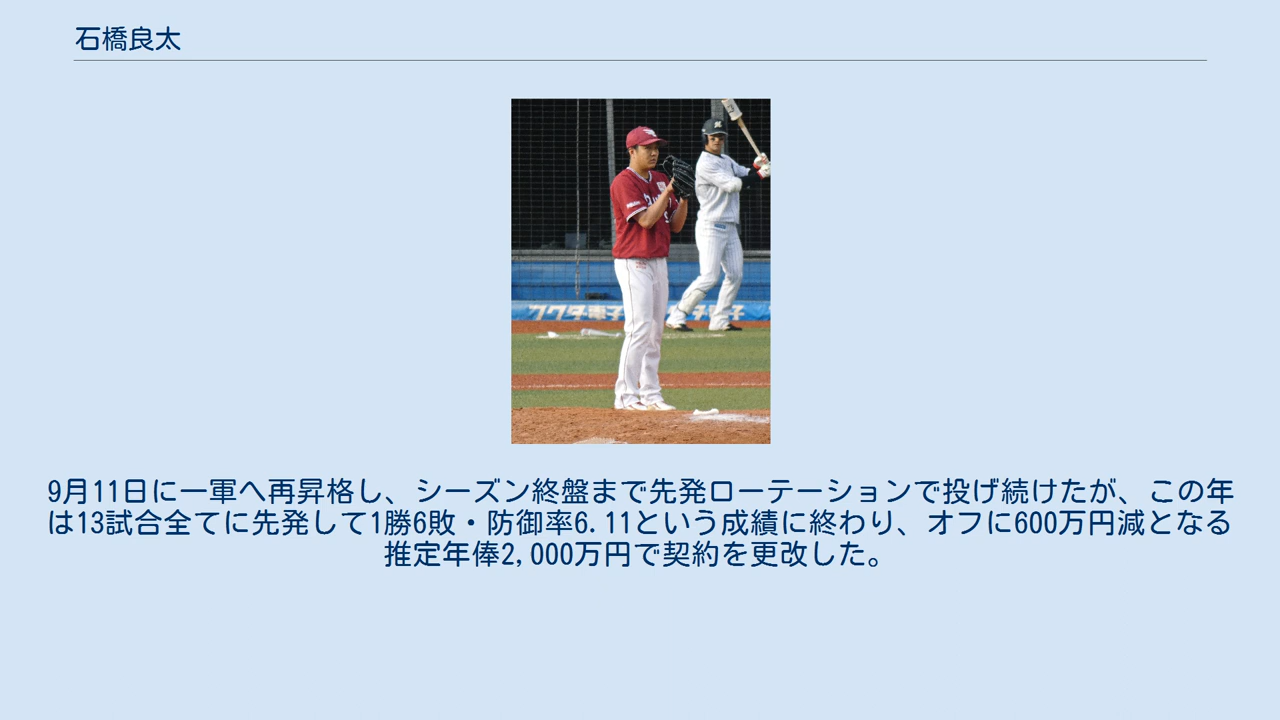 石橋良太
フクダ電子
9月11日に一軍へ再昇格し、シーズン終盤まで先発ローテーションで投げ続けたが、この年
は13試合全てに先発して1勝6敗・防御率6.11という成績に終わり、オフに600万円減となる
推定年俸2,000万円で契約を更改した。